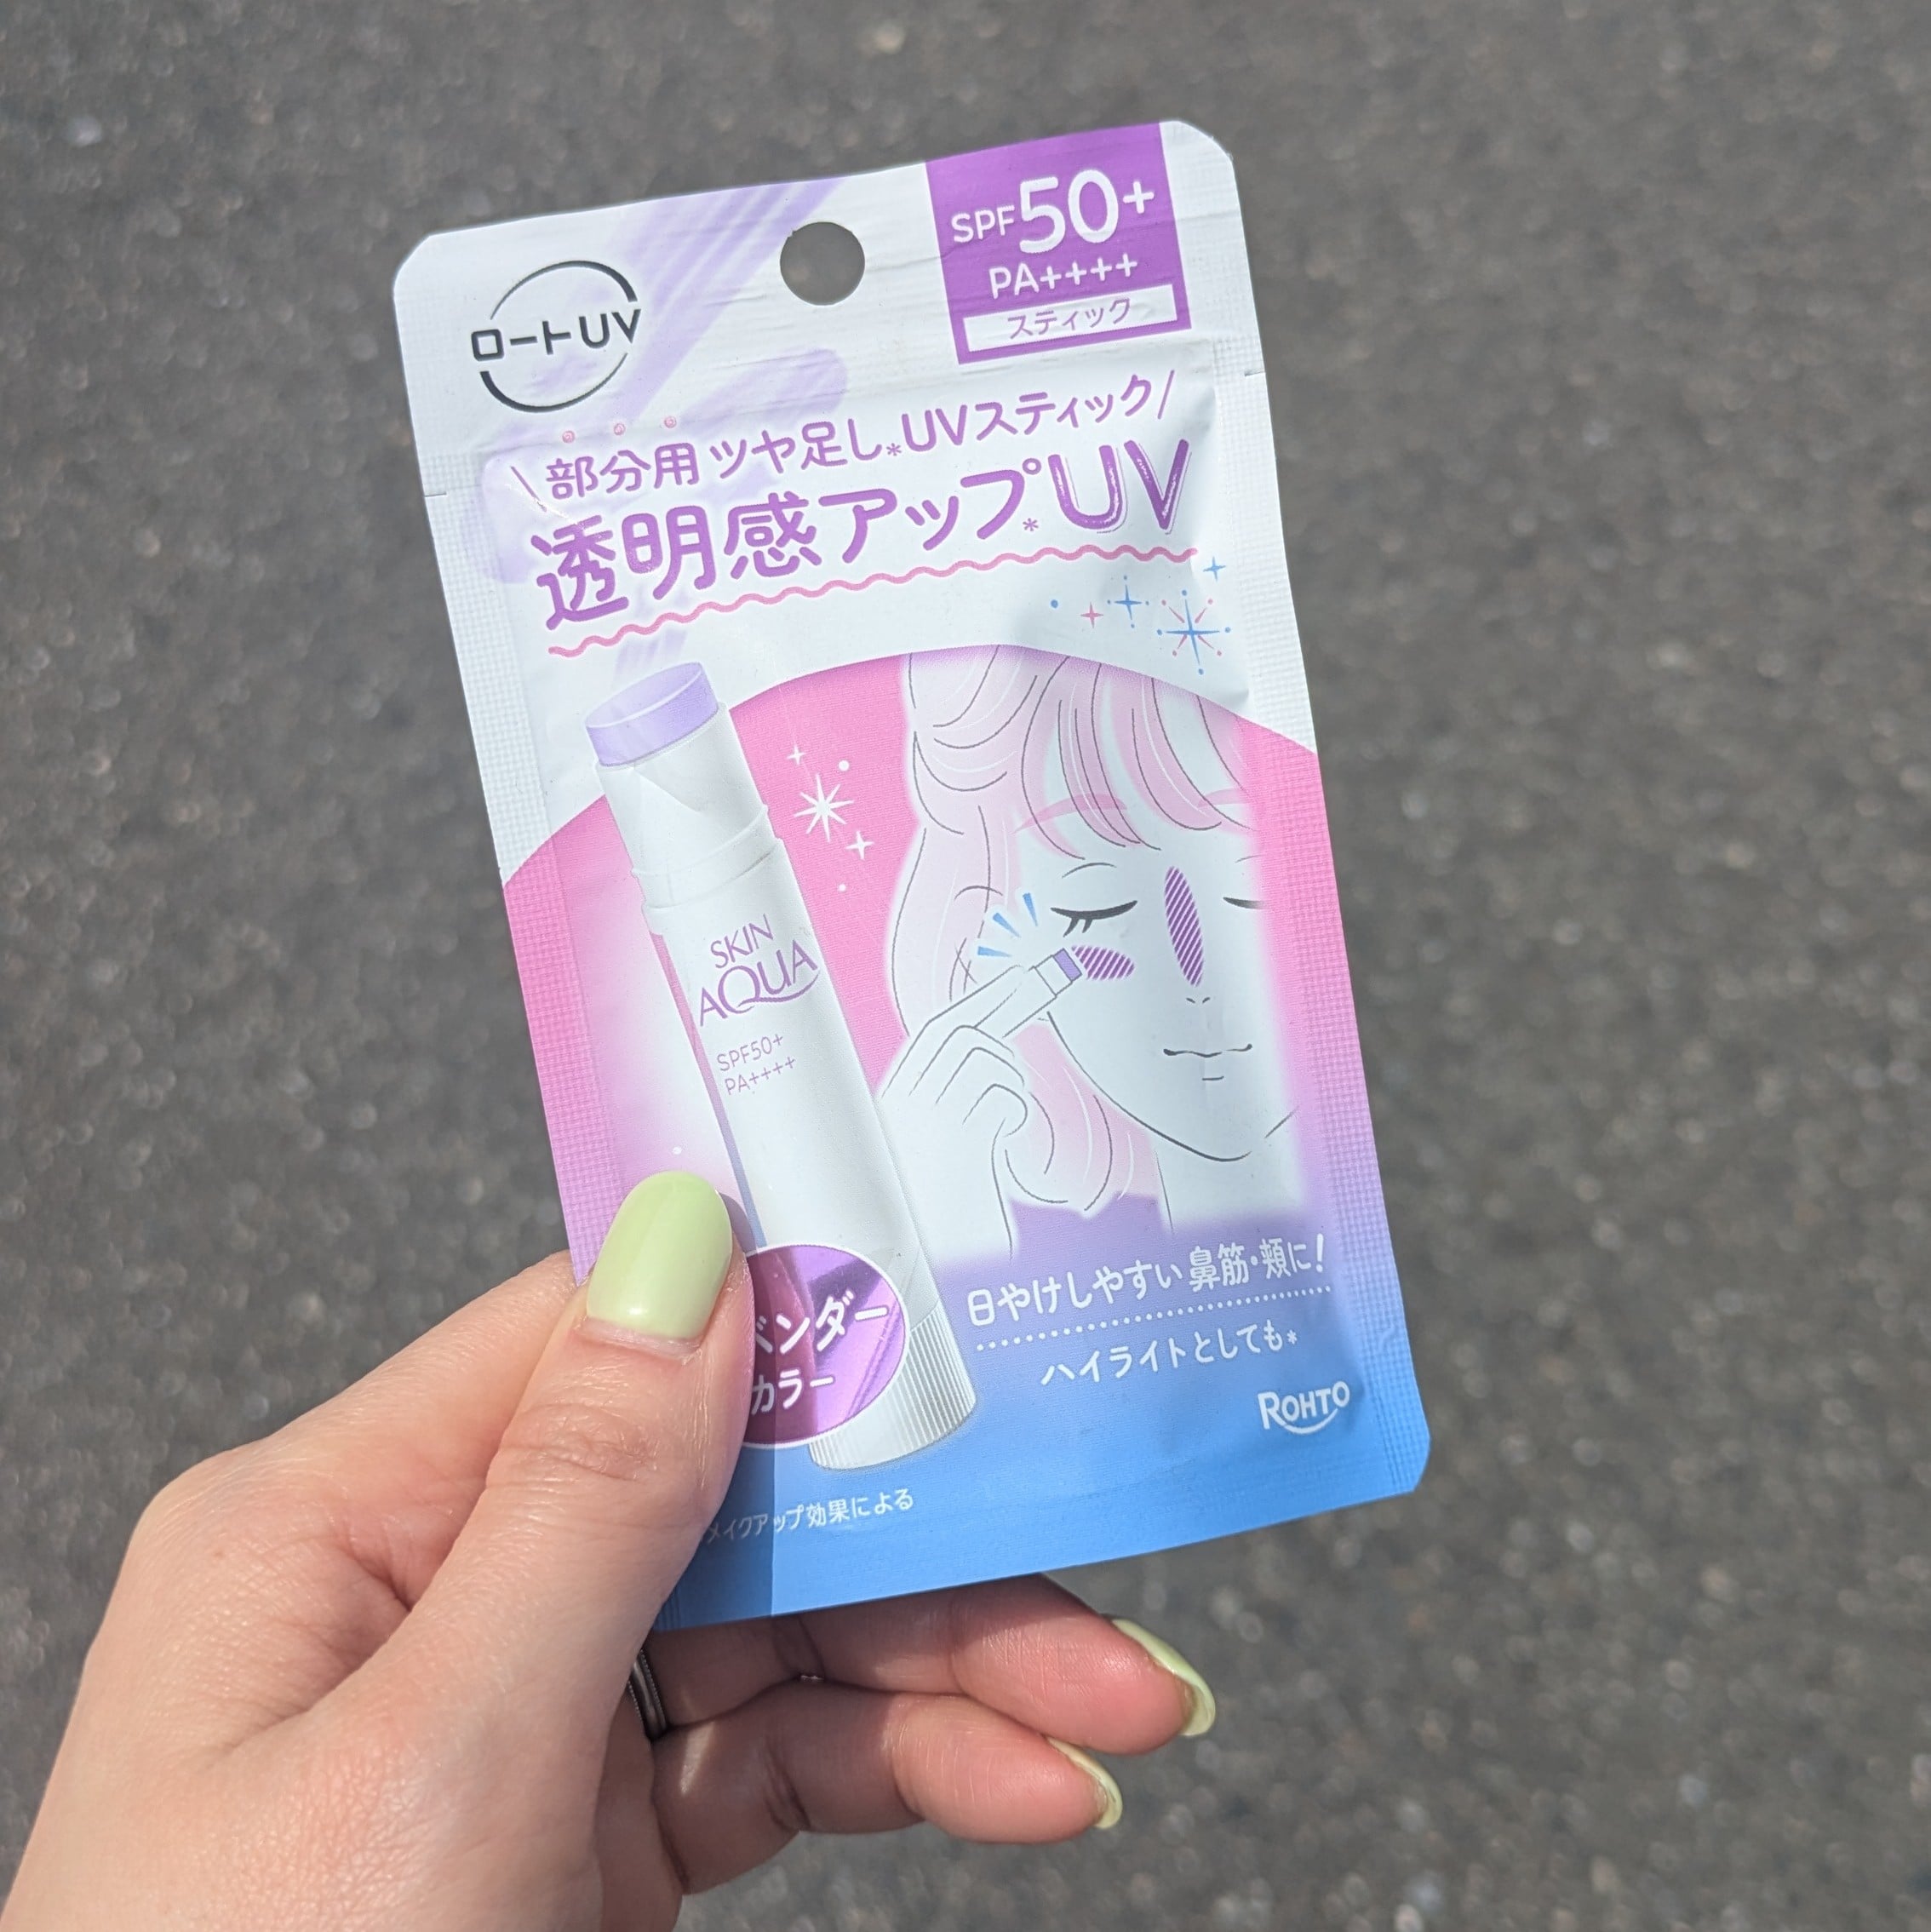 ロートUV
SPF50+
PA++++
スティック
部分用 ツヤ足し*UVスティック
透明感アップ*UV
SKIN
AQUA
SPF50+
PA++++
日やけしやすい鼻筋・頬に!
ハイライトとしても*
ベンダー
カラー
ROHTO
メイクアップ効果による